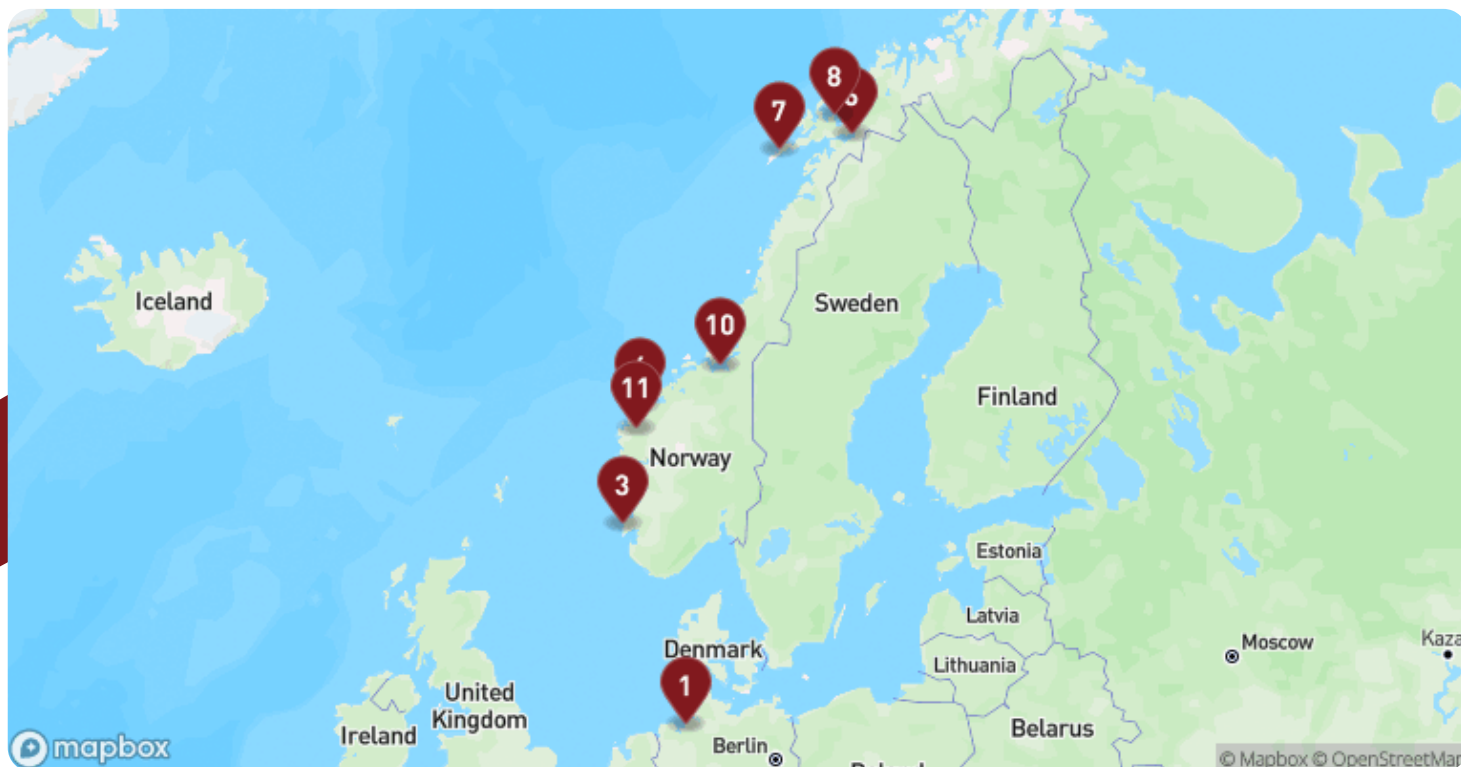 8
7
Iceland
Sweden
10
11
Finland
Norway
3
Estonia
Latvia
Denmark
Moscow
Lithuania
1
United
Kingdom
Ireland
Belarus
Berlin
mapbox
© Mapbox © OpenStreetMap